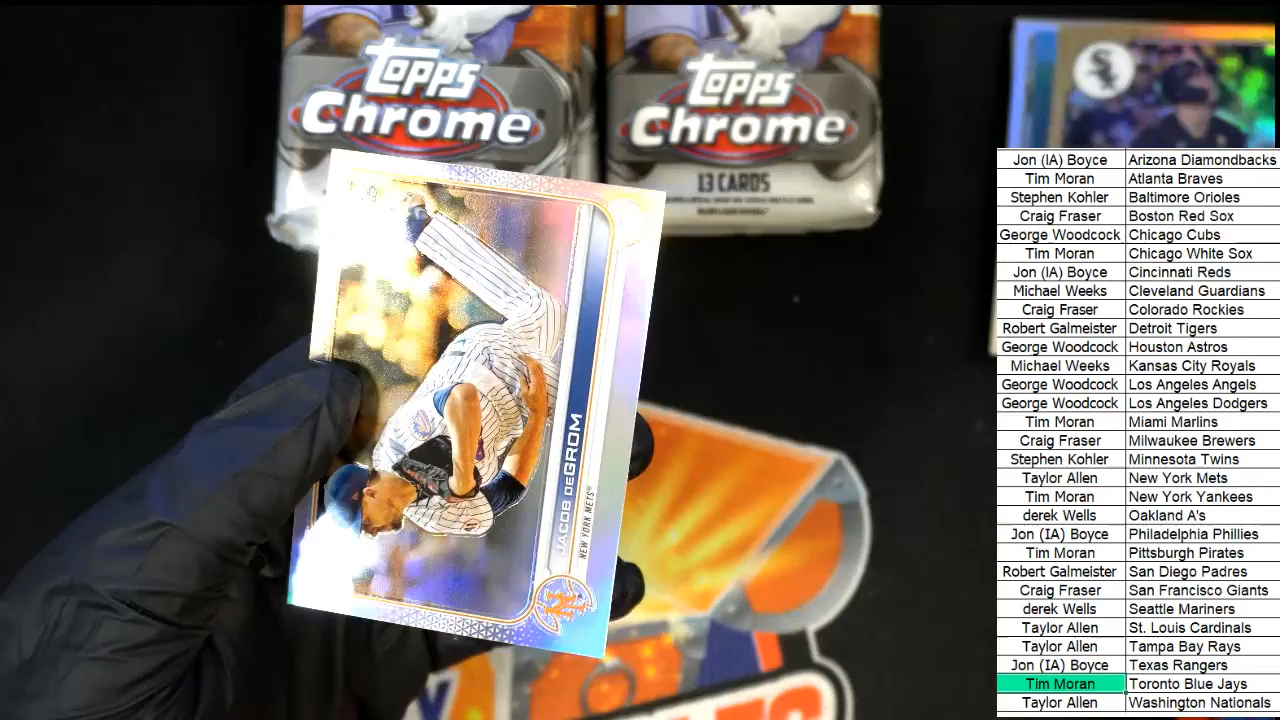 Topps
Chrome
Topps
Chrome
13 CARDS
JACOB DEGROM
NEW YORK METS
Sox
Jon (IA) Boyce Arizona Diamondbacks
Tim Moran Atlanta Braves
Stephen Kohler Baltimore Orioles
Craig Fraser Boston Red Sox
George Woodcock Chicago Cubs
Tim Moran Chicago White Sox
Jon (IA) Boyce Cincinnati Reds
Michael Weeks Cleveland Guardians
Craig Fraser Colorado Rockies
Robert Galmeister Detroit Tigers
George Woodcock Houston Astros
Michael Weeks Kansas City Royals
George Woodcock Los Angeles Angels
George Woodcock Los Angeles Dodgers
Tim Moran Miami Marlins
Craig Fraser Milwaukee Brewers
Stephen Kohler Minnesota Twins
Taylor Allen New York Mets
Tim Moran New York Yankees
derek Wells Oakland A's
Jon (IA) Boyce Philadelphia Phillies
Tim Moran Pittsburgh Pirates
Robert Galmeister San Diego Padres
Craig Fraser San Francisco Giants
derek Wells Seattle Mariners
Taylor Allen St. Louis Cardinals
Taylor Allen Tampa Bay Rays
Jon (IA) Boyce Texas Rangers
Tim Moran Toronto Blue Jays
Taylor Allen Washington Nationals